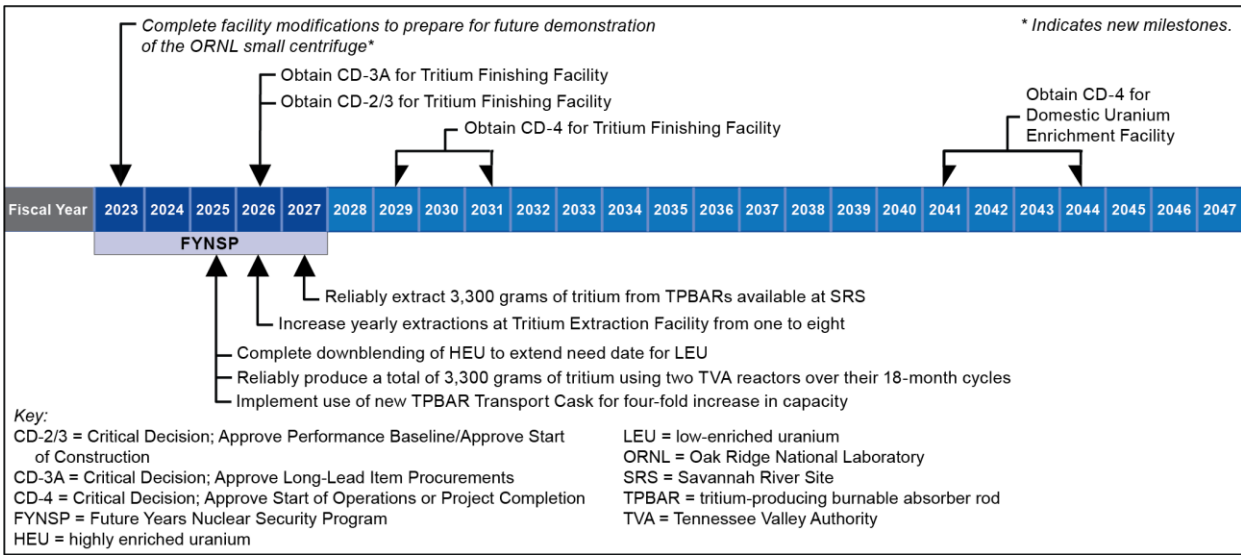 Complete facility modifications to prepare for future demonstration
of the ORNL small centrifuge*
* Indicates new milestones.
Obtain CD-3A for Tritium Finishing Facility
Obtain CD-2/3 for Tritium Finishing Facility
Obtain CD-4 for Tritium Finishing Facility
Obtain CD-4 for
Domestic Uranium
Enrichment Facility
Fiscal Year 2023 2024 2025 2026 2027 2028 2029 2030 2031 2032 2033 2034 2035 2036 2037 2038 2039 2040 2041 2042 2043 2044 2045 2046 2047
FYNSP
Reliably extract 3,300 grams of tritium from TPBARs available at SRS
Increase yearly extractions at Tritium Extraction Facility from one to eight
Complete downblending of HEU to extend need date for LEU
Reliably produce a total of 3,300 grams of tritium using two TVA reactors over their 18-month cycles
Implement use of new TPBAR Transport Cask for four-fold increase in capacity
Key:
CD-2/3 = Critical Decision; Approve Performance Baseline/Approve Start
of Construction
CD-3A = Critical Decision; Approve Long-Lead Item Procurements
CD-4 = Critical Decision; Approve Start of Operations or Project Completion
FYNSP = Future Years Nuclear Security Program
HEU = highly enriched uranium
LEU = low-enriched uranium
ORNL = Oak Ridge National Laboratory
SRS = Savannah River Site
TPBAR = tritium-producing burnable absorber rod
TVA = Tennessee Valley Authority